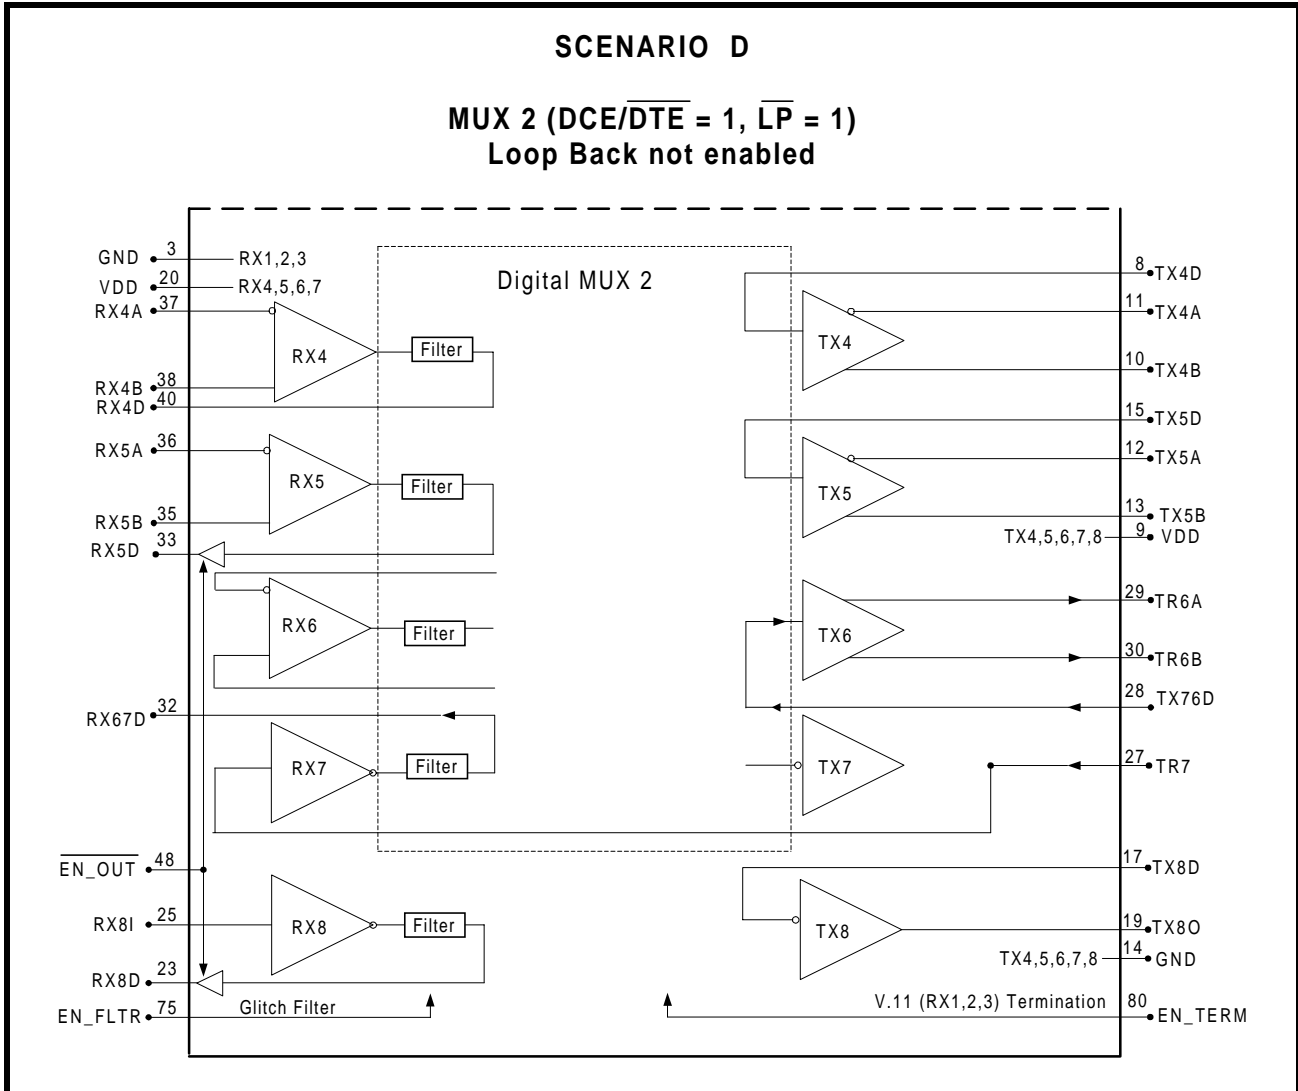 SCENARIO D
MUX 2 (DCE/DTE = 1, LP = 1)
Loop Back not enabled
GND 3 RX1,2,3
VDD 20 RX4,5,6,7
RX4A 37
RX4 Filter
RX4B 38
RX4D 40
RX5A 36
RX5 Filter
RX5B 35
RX5D 33
RX6 Filter
RX67D 32
RX7 Filter
EN_OUT 48
RX8I 25
RX8 Filter
RX8D 23
Glitch Filter
EN_FLTR 75
Digital MUX 2
8 TX4D
11 TX4A
TX4
10 TX4B
15 TX5D
12 TX5A
TX5
13 TX5B
TX4,5,6,7,8 9 VDD
29 TR6A
TX6
30 TR6B
28 TX76D
TX7
27 TR7
17 TX8D
TX8
19 TX8O
TX4,5,6,7,8 14 GND
V.11 (RX1,2,3) Termination 80 EN_TERM